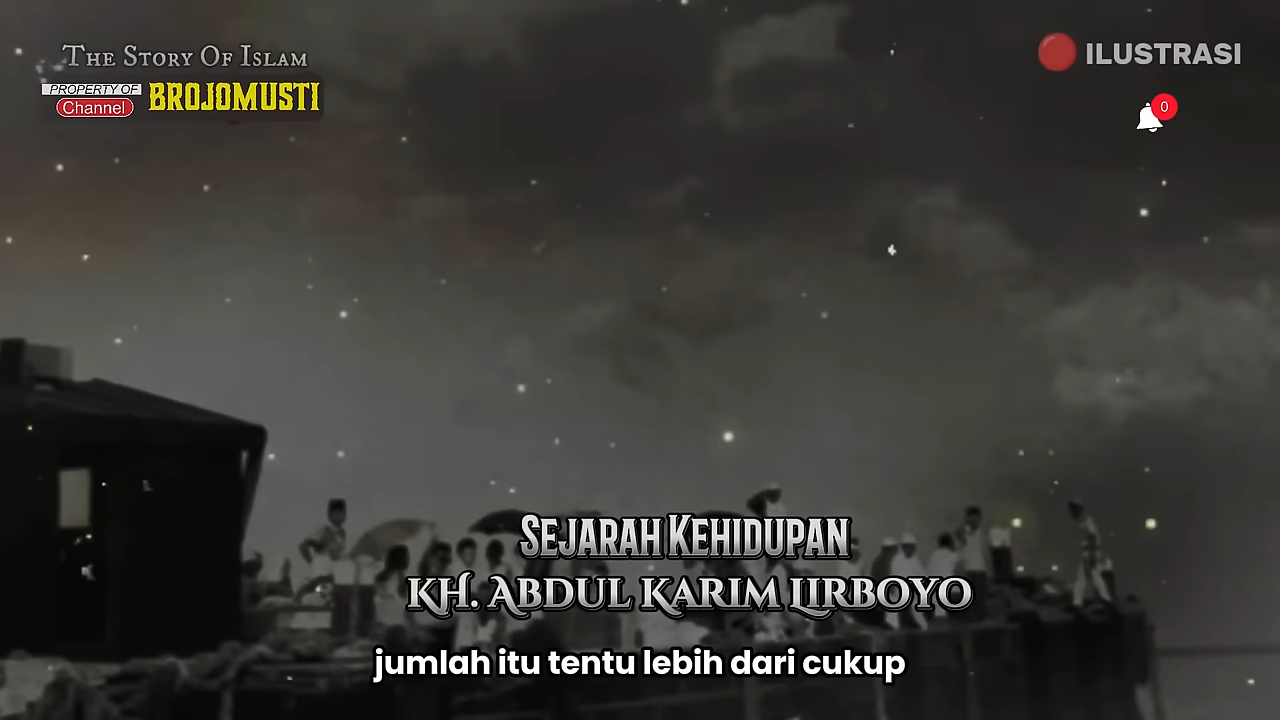 THE STORY OF ISLAM
PROPERTY OF
Channel
BROJOMUSTI
ILUSTRASI
0
SEJARAH KEHIDUPAN
KH. ABDUL KARIM LIRBOYO
jumlah itu tentu lebih dari cukup